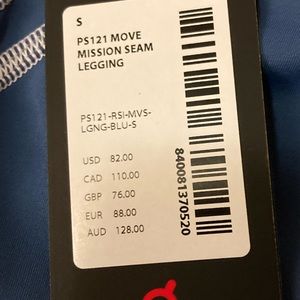 S
PS121 MOVE
MISSION SEAM
LEGGING
PS121-RSI-MVS-
LGNG-BLU-S
USD 82.00
CAD 110.00
GBP 76.00
EUR 88.00
AUD 128.00
840081370520